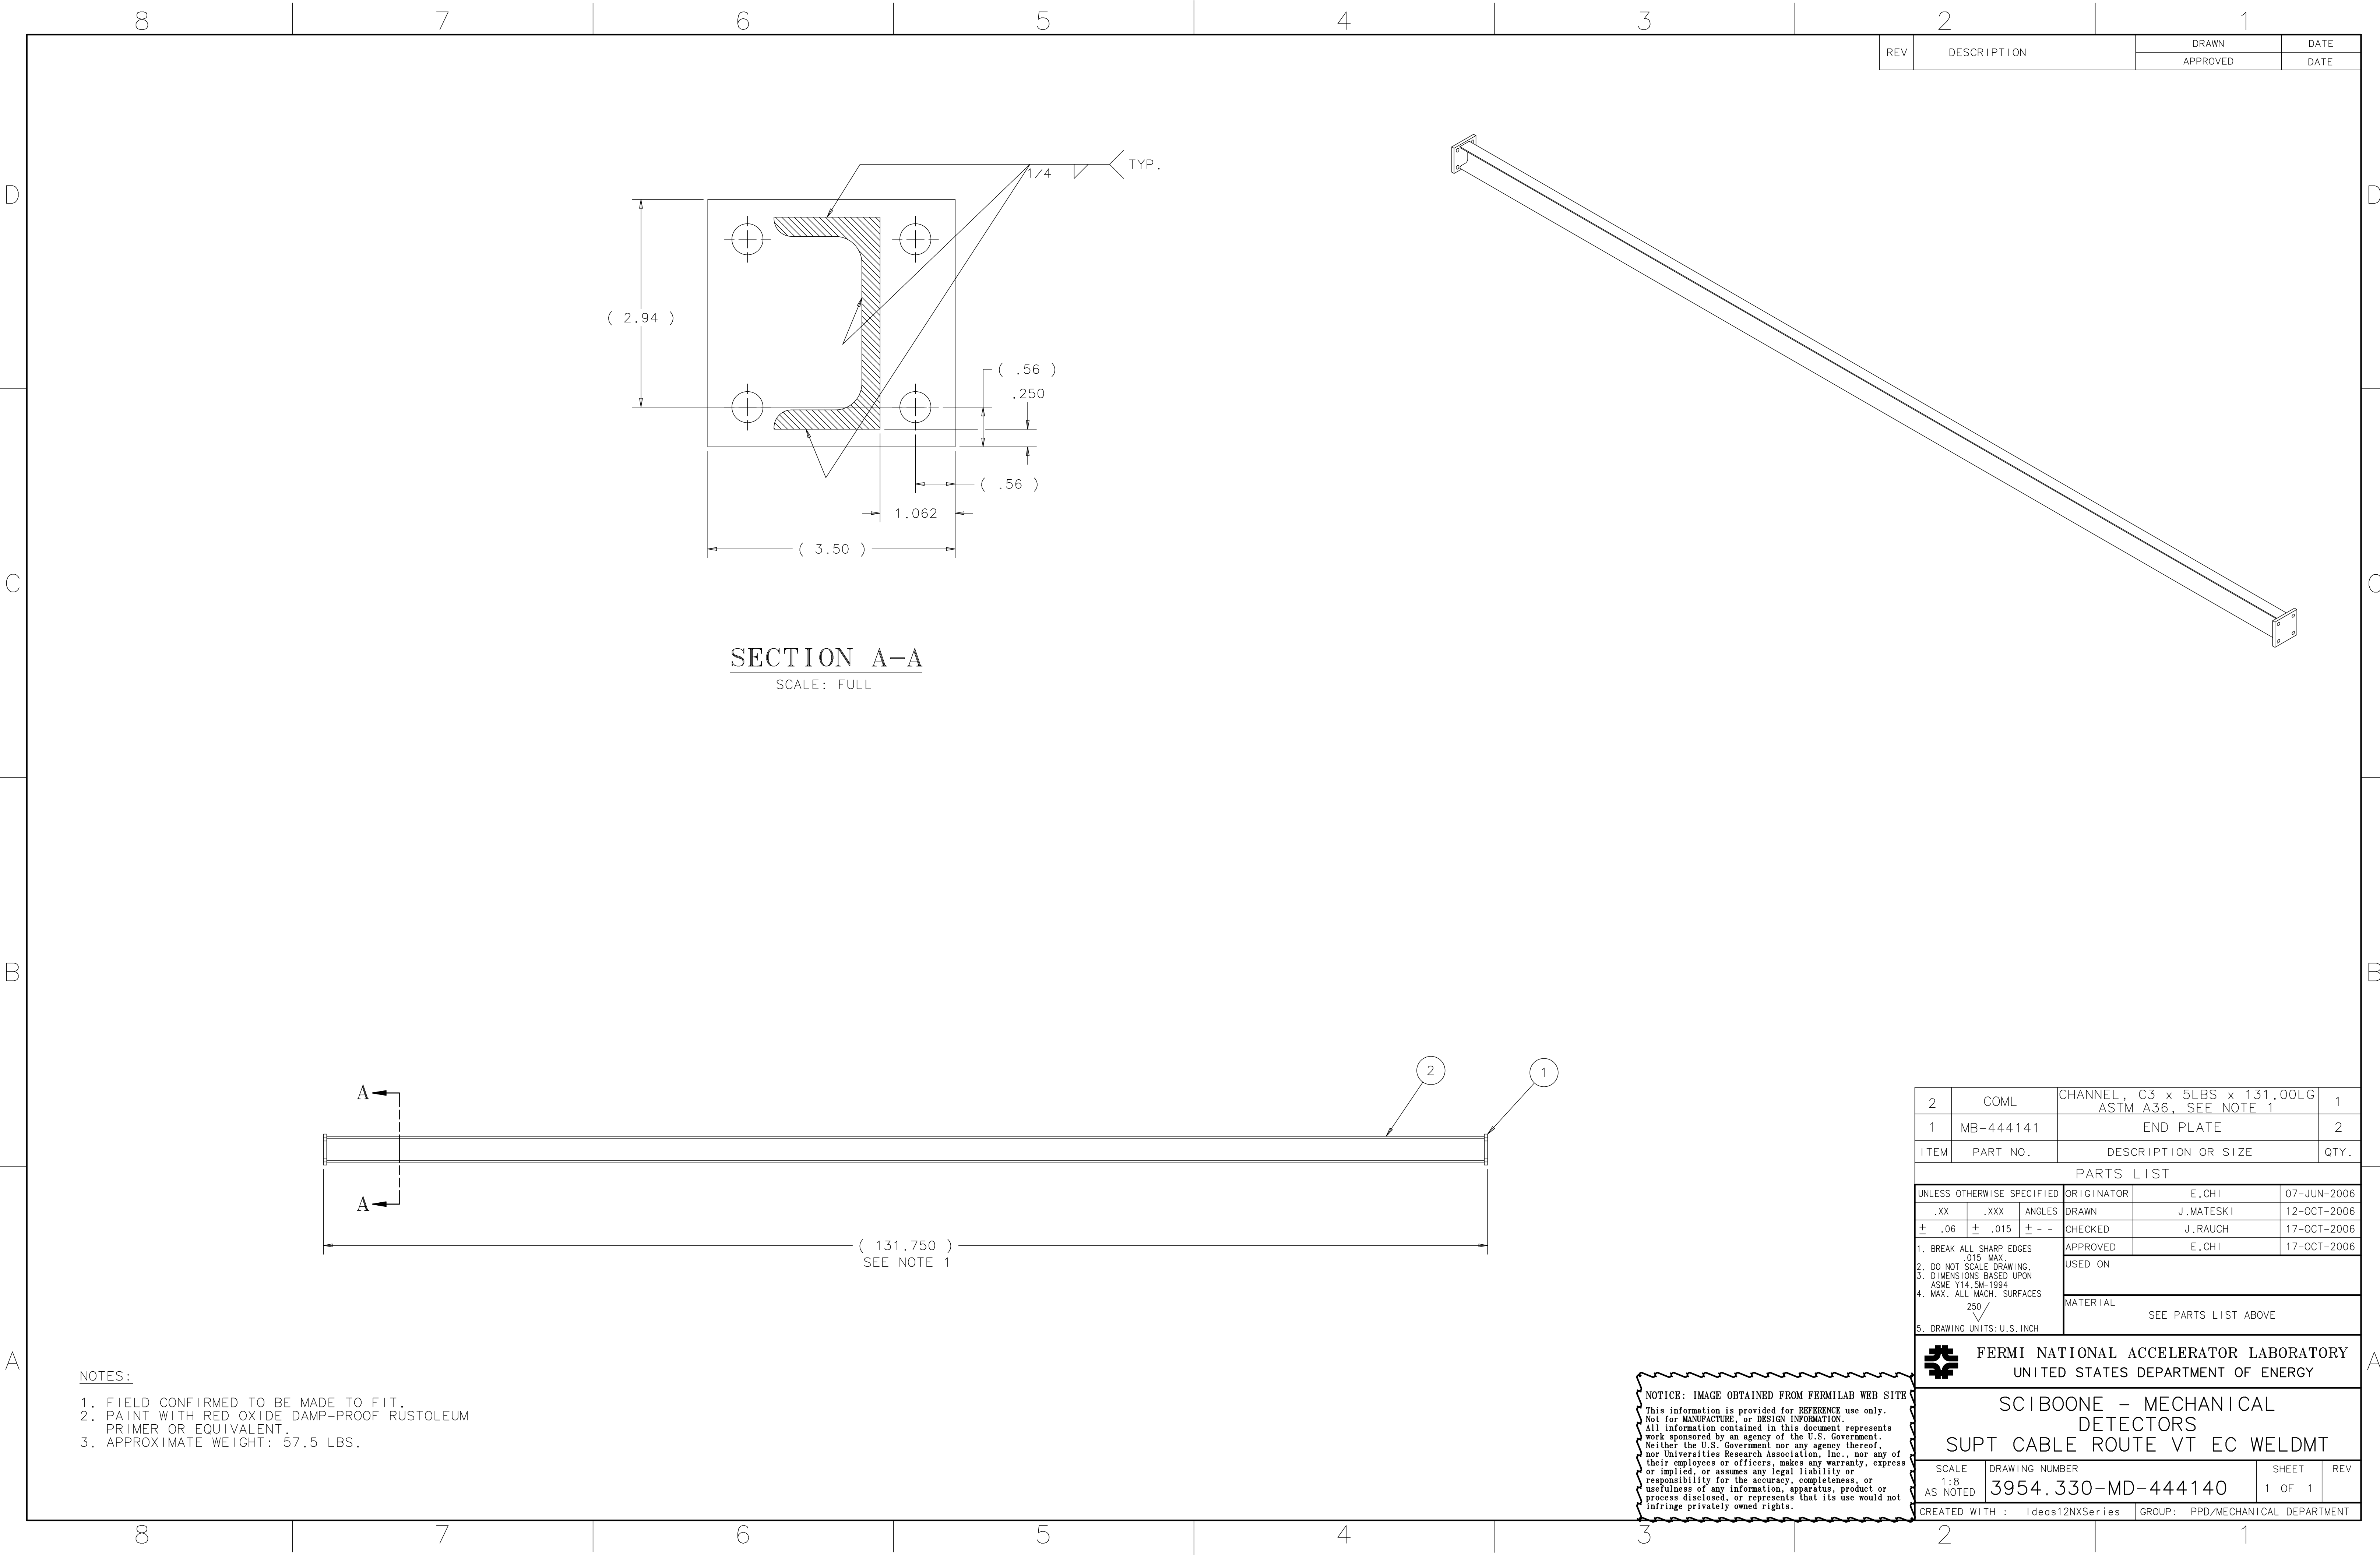 8 7 6 5 4 3 2 1
REV DESCRIPTION DRAWN DATE
APPROVED DATE
D D
1/4 TYP.
( 2.94 )
( .56 )
.250
( .56 )
1.062
( 3.50 )
C C
SECTION A-A
SCALE: FULL
B B
2 1
A
A
( 131.750 )
SEE NOTE 1
A A
NOTES:
1. FIELD CONFIRMED TO BE MADE TO FIT.
2. PAINT WITH RED OXIDE DAMP-PROOF RUSTOLEUM
PRIMER OR EQUIVALENT.
3. APPROXIMATE WEIGHT: 57.5 LBS.
NOTICE: IMAGE OBTAINED FROM FERMILAB WEB SITE
This information is provided for REFERENCE use only.
Not for MANUFACTURE, or DESIGN INFORMATION.
All information contained in this document represents
work sponsored by an agency of the U.S. Government.
Neither the U.S. Government nor any agency thereof,
nor Universities Research Association, Inc., nor any of
their employees or officers, makes any warranty, express
or implied, or assumes any legal liability or
responsibility for the accuracy, completeness, or
usefulness of any information, apparatus, product or
process disclosed, or represents that its use would not
infringe privately owned rights.
2 COML CHANNEL, C3 x 5LBS x 131.00LG 1
ASTM A36, SEE NOTE 1
1 MB-444141 END PLATE 2
ITEM PART NO. DESCRIPTION OR SIZE QTY.
PARTS LIST
UNLESS OTHERWISE SPECIFIED ORIGINATOR E.CHI 07-JUN-2006
.XX .XXX ANGLES DRAWN J.MATESKI 12-OCT-2006
± .06 ± .015 ± - - CHECKED J.RAUCH 17-OCT-2006
APPROVED E.CHI 17-OCT-2006
1. BREAK ALL SHARP EDGES
.015 MAX.
2. DO NOT SCALE DRAWING.
3. DIMENSIONS BASED UPON
ASME Y14.5M-1994
4. MAX. ALL MACH. SURFACES
250
5. DRAWING UNITS: U.S. INCH
USED ON
MATERIAL
SEE PARTS LIST ABOVE
FERMI NATIONAL ACCELERATOR LABORATORY
UNITED STATES DEPARTMENT OF ENERGY
SCIBOONE - MECHANICAL
DETECTORS
SUPT CABLE ROUTE VT EC WELDMT
SCALE DRAWING NUMBER SHEET REV
1:8
AS NOTED 3954.330-MD-444140 1 OF 1
CREATED WITH : Ideas12NXSeries GROUP: PPD/MECHANICAL DEPARTMENT
8 7 6 5 4 3 2 1